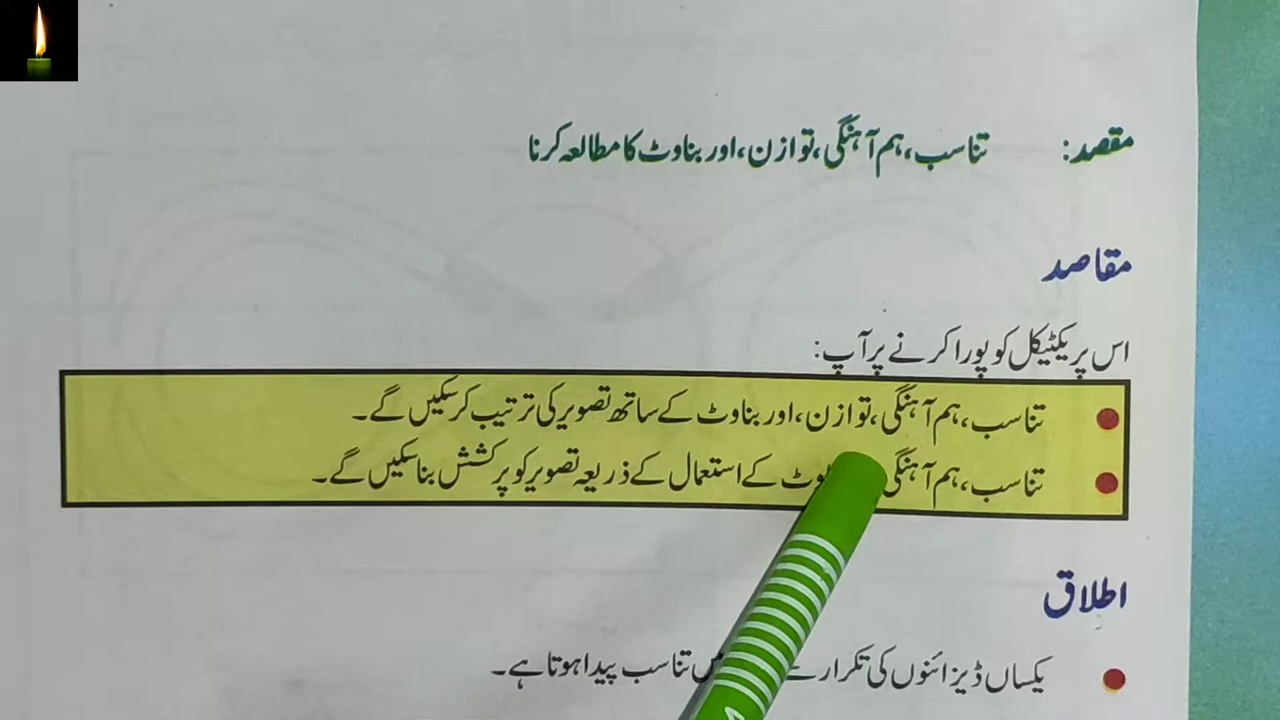 مقصد: تناسب، ہم آہنگی، توازن، اور بناوٹ کا مطالعہ کرنا
مقاصد
اس پریکٹیکل کو پورا کرنے پر آپ:
تناسب، ہم آہنگی، توازن، اور بناوٹ کے ساتھ تصویر کی ترتیب کر سکیں گے۔
تناسب، ہم آہنگی کے استعمال کے ذریعہ تصویر کو پر کشش بنا سکیں گے۔
اطلاق
یکساں ڈیزائنوں کی تکرار تناسب پیدا ہوتا ہے۔